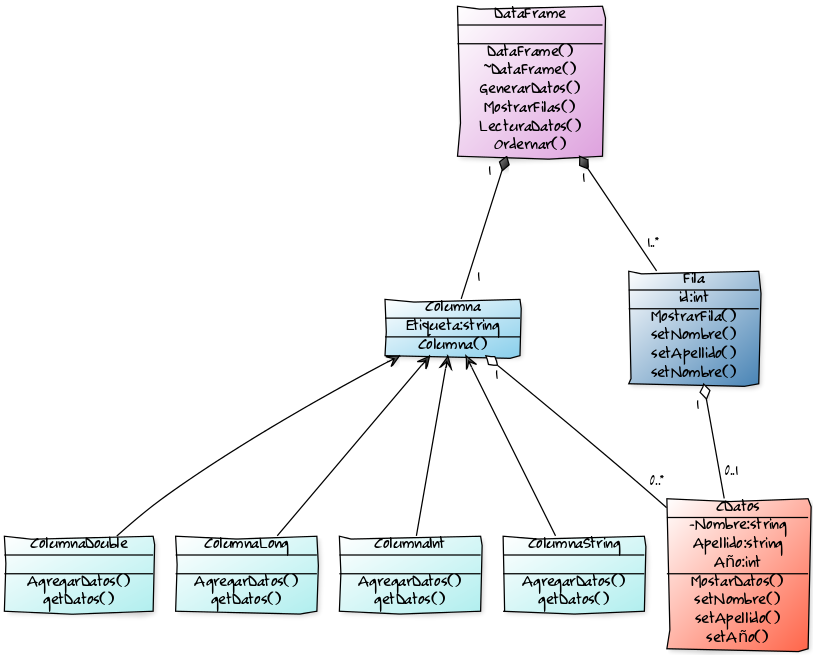 DataFrame
DataFrame()
~DataFrame()
GenerarDatos()
MostrarFilas()
LecturaDatos()
Ordernar()
1
1
1..*
1
Fila
id:int
MostrarFila()
setNombre()
setApellido()
setNombre()
Columna
Etiqueta:string
Columna()
1
1
0..*
0..1
CDatos
-Nombre:string
Apellido:string
Año:int
MostarDatos()
setNombre()
setApellido()
setAño()
ColumnaDouble
AgregarDatos()
getDatos()
ColumnaLong
AgregarDatos()
getDatos()
ColumnaInt
AgregarDatos()
getDatos()
ColumnaString
AgregarDatos()
getDatos()